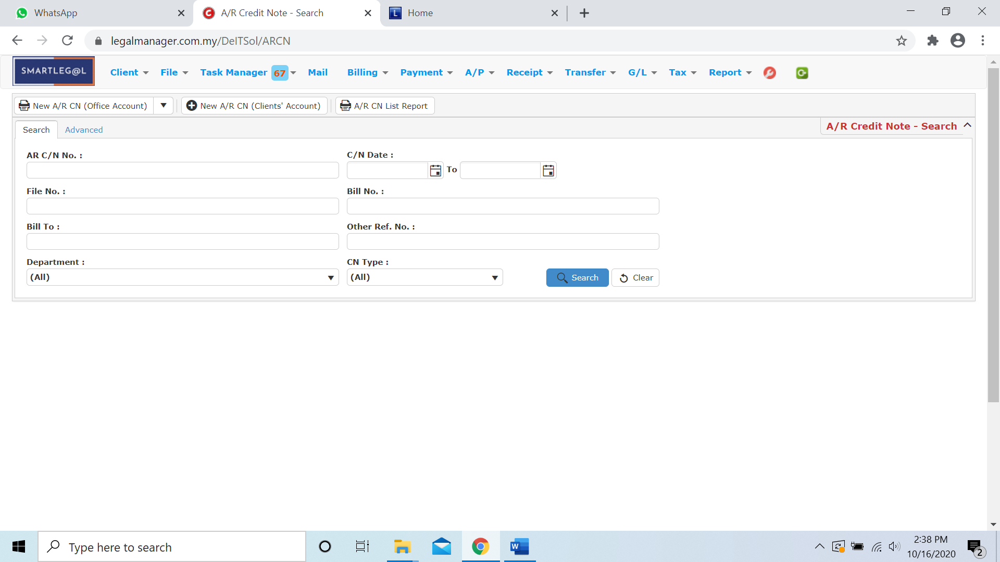 WhatsApp
A/R Credit Note - Search
Home
legalmanager.com.my/DeITSol/ARCN
SMARTLEG@L
Client File Task Manager 67 Mail Billing Payment A/P Receipt Transfer G/L Tax Report
New A/R CN (Office Account) New A/R CN (Clients' Account) A/R CN List Report
Search Advanced A/R Credit Note - Search
AR C/N No. : C/N Date :
To
File No. : Bill No. :
Bill To : Other Ref. No. :
Department : CN Type :
(All) (All) Search Clear
Type here to search
2:38 PM
10/16/2020
2